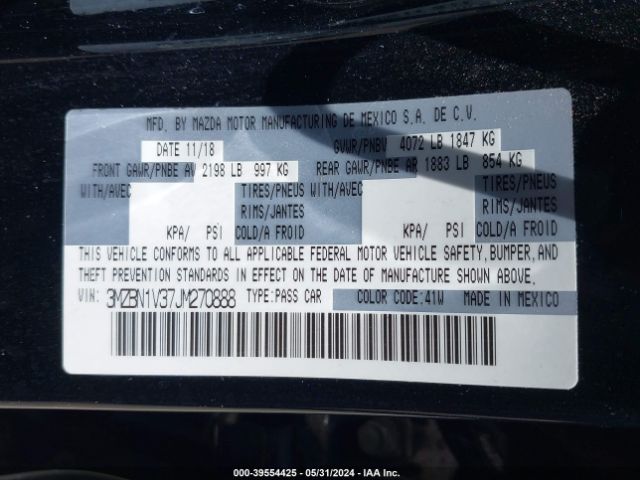 MFD. BY MAZDA MOTOR MANUFACTURING DE MEXICO S.A. DE C.V.
DATE 11/18 GVWR/PNBV 4072 LB 1847 KG
FRONT GAWR/PNBE AV 2198 LB 997 KG REAR GAWR/PNBE AR 1883 LB 854 KG
WITH/AVEC TIRES/PNEUS WITH/AVEC TIRES/PNEUS
RIMS/JANTES RIMS/JANTES
KPA/ PSI COLD/A FROID KPA/ PSI COLD/A FROID
THIS VEHICLE CONFORMS TO ALL APPLICABLE FEDERAL MOTOR VEHICLE SAFETY, BUMPER, AND
THEFT PREVENTION STANDARDS IN EFFECT ON THE DATE OF MANUFACTURE SHOWN ABOVE.
VIN: 3MZBN1V37JM270888 TYPE:PASS CAR COLOR CODE:41W MADE IN MEXICO
000-39554425 - 05/31/2024 - IAA Inc.